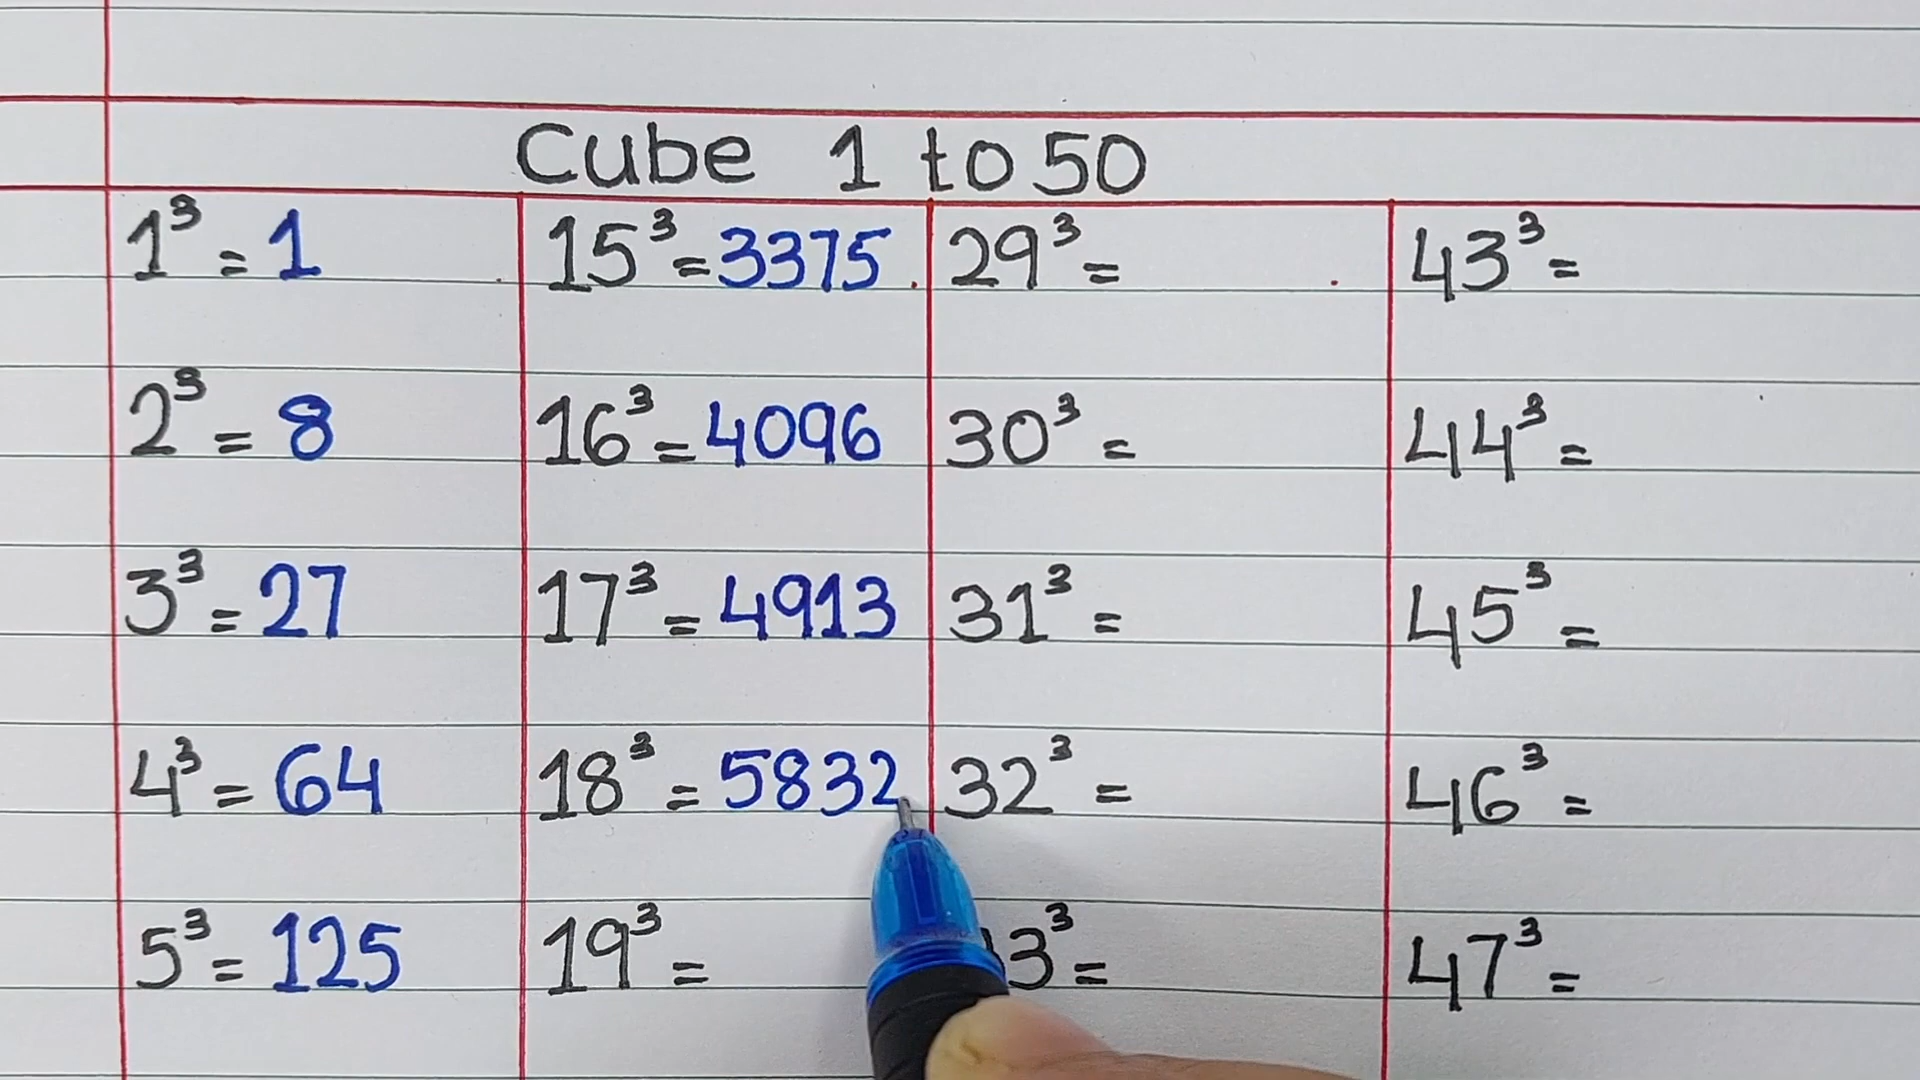 Cube 1 to 50
1³ = 1
2³ = 8
3³ = 27
4³ = 64
5³ = 125
15³ = 3375
16³ = 4096
17³ = 4913
18³ = 5832
19³ =
29³ =
30³ =
31³ =
32³ =
3³ =
43³ =
44³ =
45³ =
46³ =
47³ =